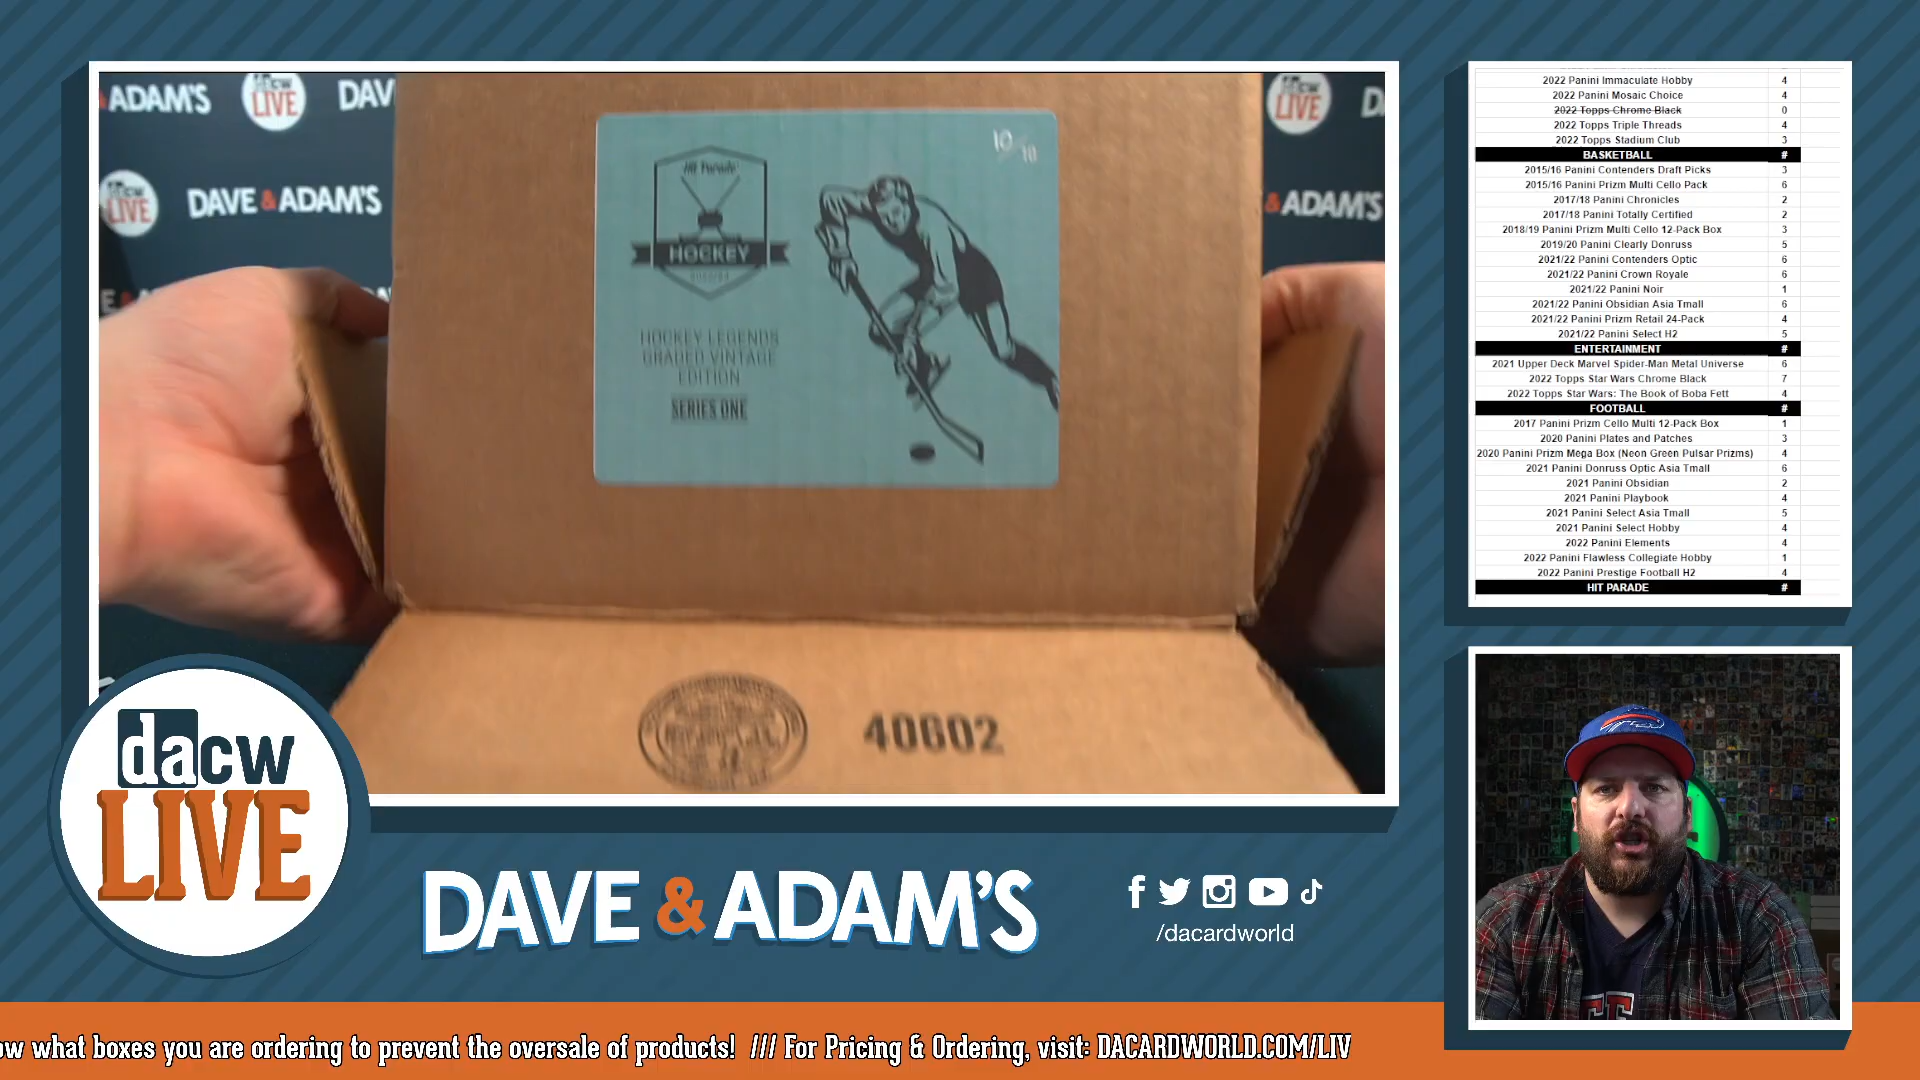 ADAM'S
dacw
LIVE
DAV
dacw
LIVE
DAVE & ADAM'S
LIVE
D
&ADAM'S
10/10
Hit Parade
HOCKEY
HOCKEY LEGENDS
GRADED VINTAGE
EDITION
SERIES ONE
40602
dacw
LIVE
DAVE & ADAM'S
/dacardworld
2022 Panini Immaculate Hobby 4
2022 Panini Mosaic Choice 4
2022 Topps Chrome Black 0
2022 Topps Triple Threads 4
2022 Topps Stadium Club 3
BASKETBALL #
2015/16 Panini Contenders Draft Picks 3
2015/16 Panini Prizm Multi Cello Pack 6
2017/18 Panini Chronicles 2
2017/18 Panini Totally Certified 2
2018/19 Panini Prizm Multi Cello 12-Pack Box 3
2019/20 Panini Clearly Donruss 5
2021/22 Panini Contenders Optic 6
2021/22 Panini Crown Royale 6
2021/22 Panini Noir 1
2021/22 Panini Obsidian Asia Tmall 6
2021/22 Panini Prizm Retail 24-Pack 4
2021/22 Panini Select H2 5
ENTERTAINMENT #
2021 Upper Deck Marvel Spider-Man Metal Universe 6
2022 Topps Star Wars Chrome Black 7
2022 Topps Star Wars: The Book of Boba Fett 4
FOOTBALL #
2017 Panini Prizm Cello Multi 12-Pack Box 1
2020 Panini Plates and Patches 3
2020 Panini Prizm Mega Box (Neon Green Pulsar Prizms) 4
2021 Panini Donruss Optic Asia Tmall 6
2021 Panini Obsidian 2
2021 Panini Playbook 4
2021 Panini Select Asia Tmall 5
2021 Panini Select Hobby 4
2022 Panini Elements 4
2022 Panini Flawless Collegiate Hobby 1
2022 Panini Prestige Football H2 4
HIT PARADE #
ow what boxes you are ordering to prevent the oversale of products! /// For Pricing & Ordering, visit: DACARDWORLD.COM/LIV